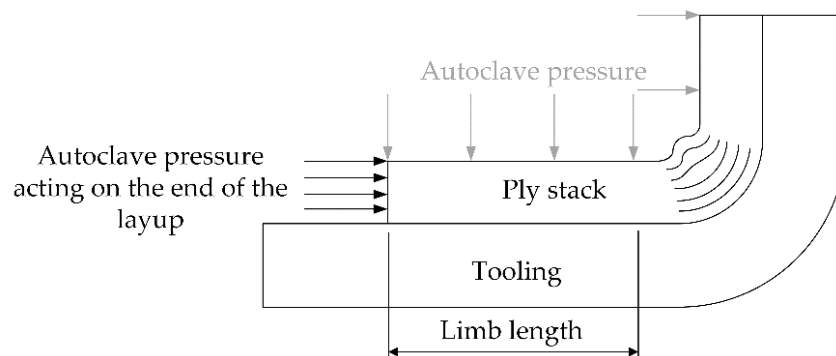 Autoclave pressure
Autoclave pressure
acting on the end of the
layup
Ply stack
Tooling
Limb length